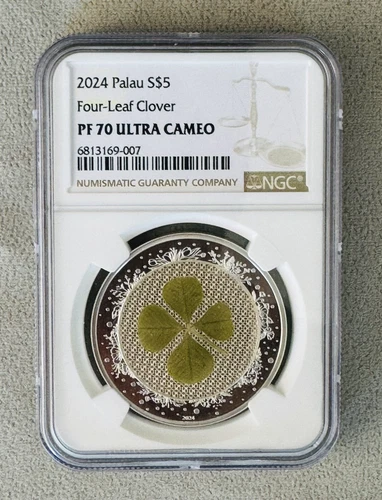 2024 Palau S$5
Four-Leaf Clover
PF 70 ULTRA CAMEO
6813169-007
NUMISMATIC GUARANTY COMPANY NGC
2024